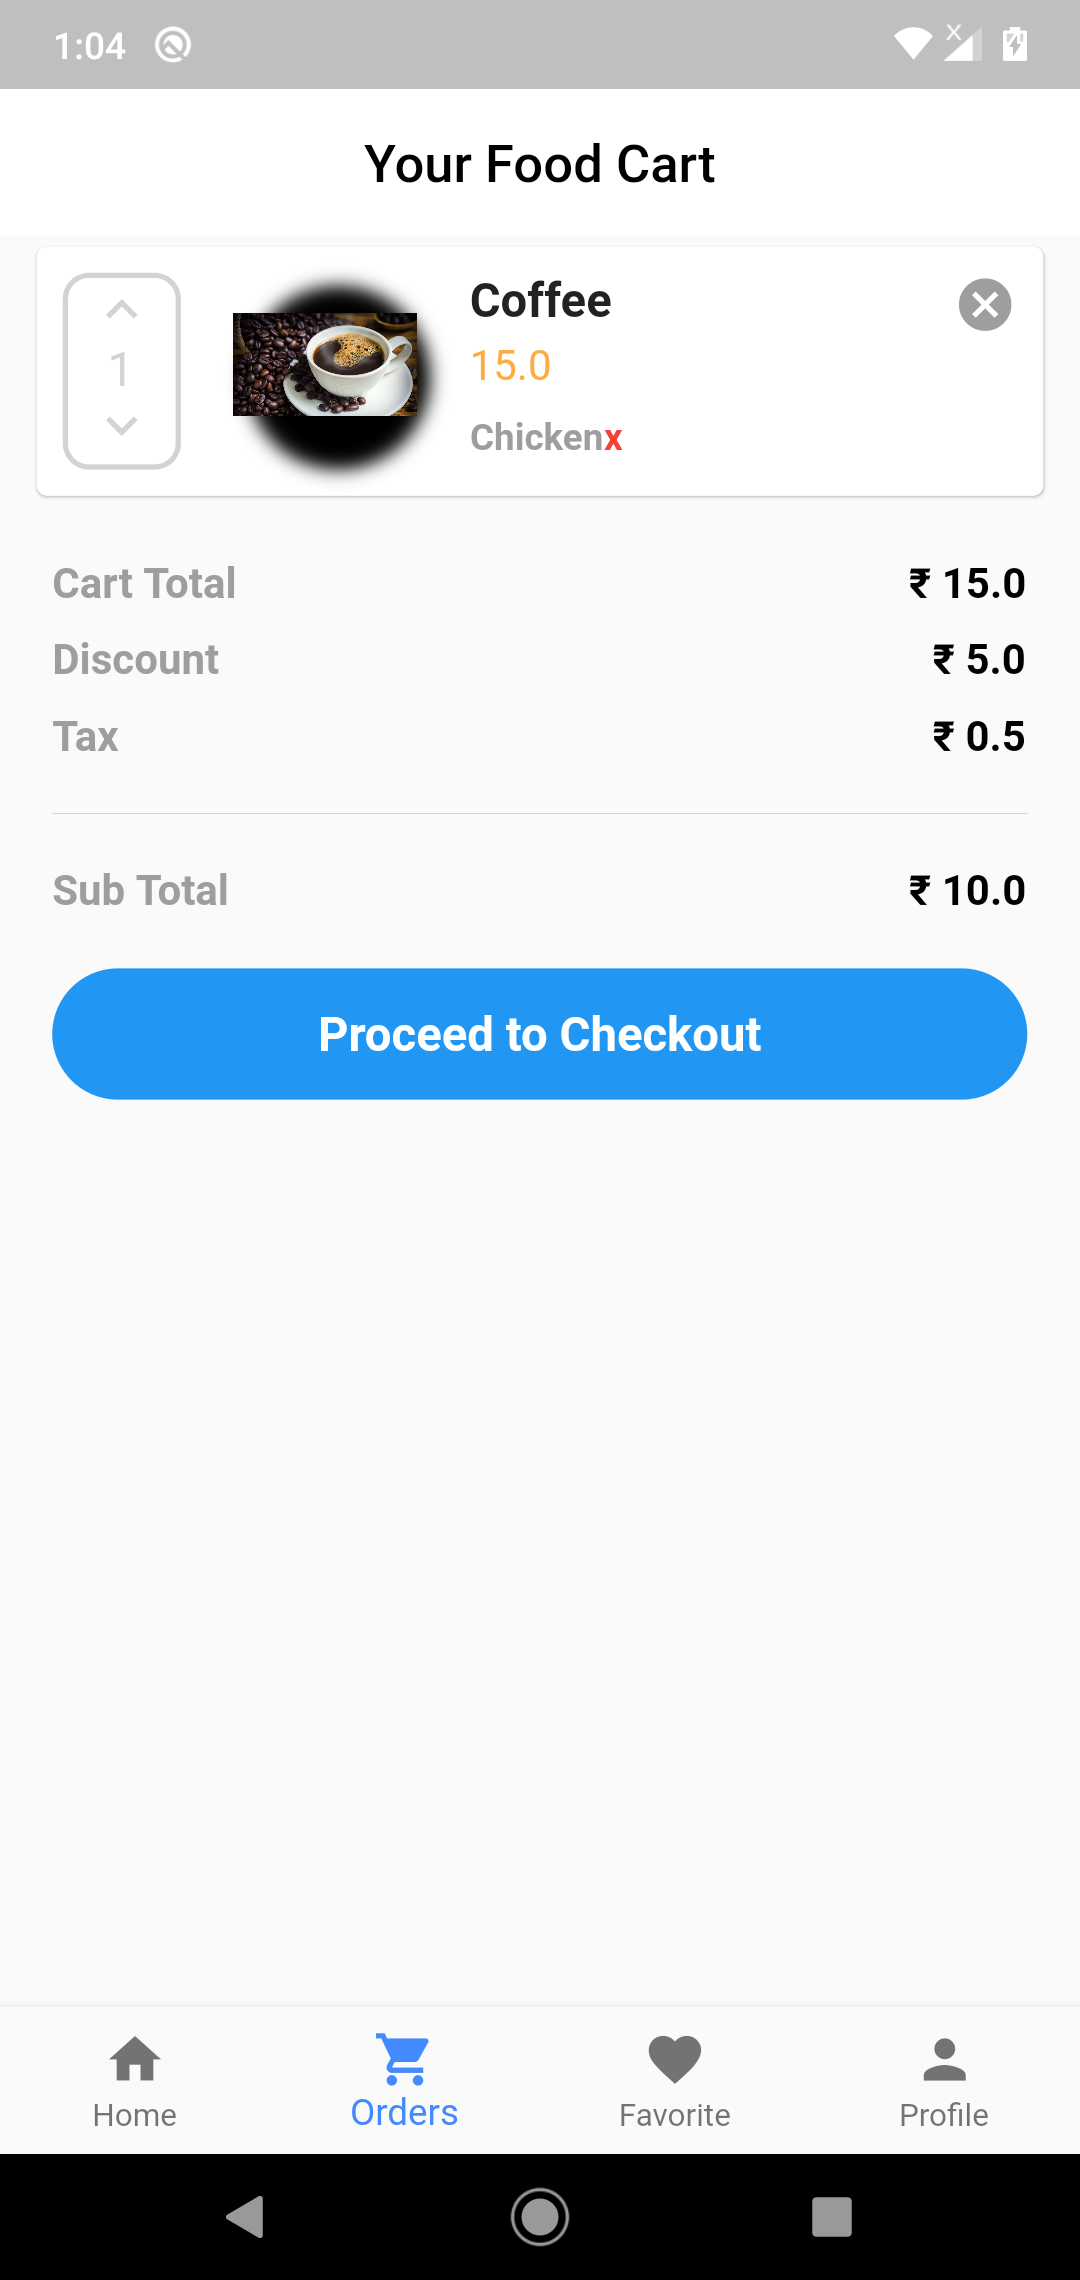 1:04
Your Food Cart
1
Coffee
15.0
Chickenx
Cart Total ₹ 15.0
Discount ₹ 5.0
Tax ₹ 0.5
Sub Total ₹ 10.0
Proceed to Checkout
Home Orders Favorite Profile